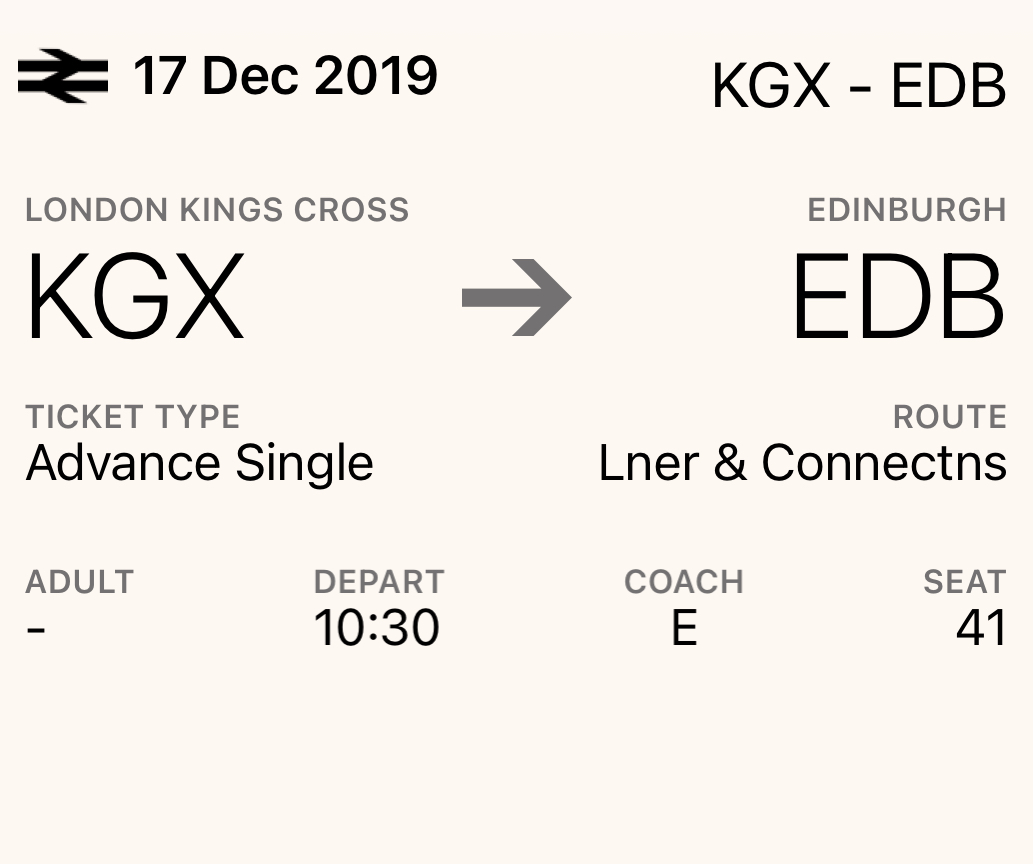 17 Dec 2019 KGX - EDB
LONDON KINGS CROSS EDINBURGH
KGX EDB
TICKET TYPE ROUTE
Advance Single Lner & Connectns
ADULT DEPART COACH SEAT
- 10:30 E 41